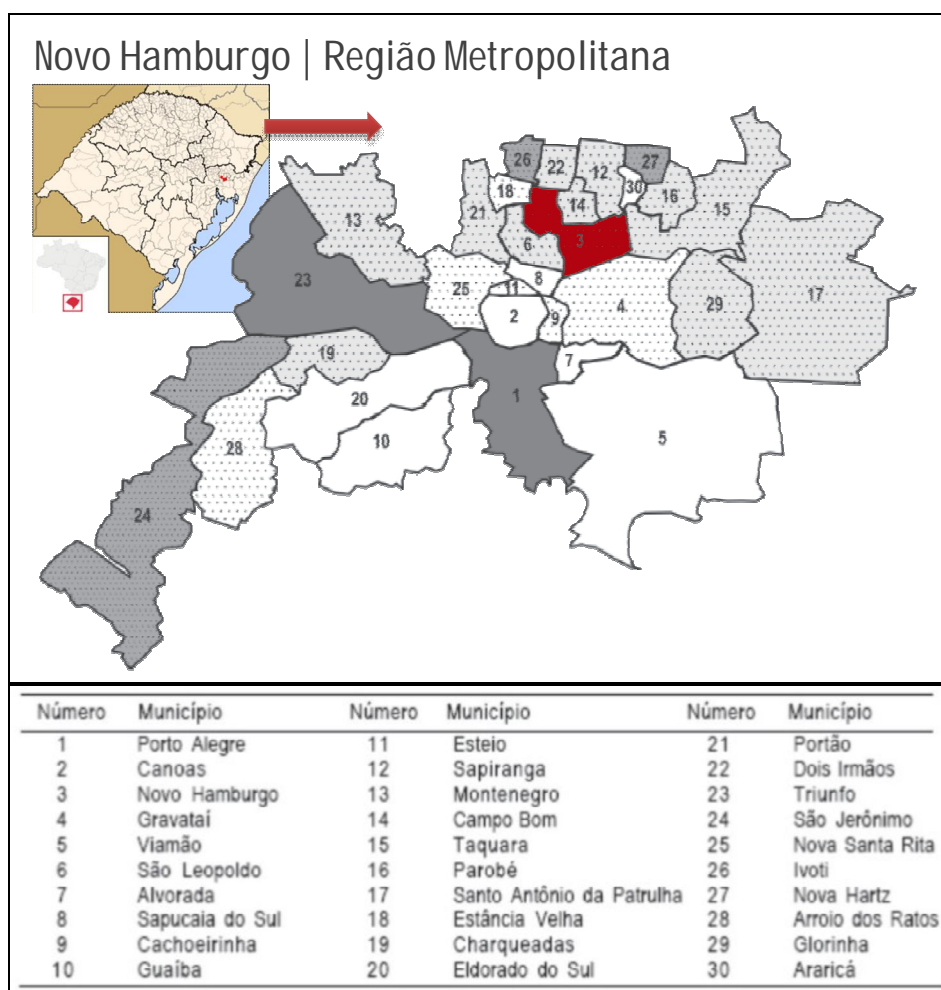 Novo Hamburgo | Região Metropolitana
26
22
12
27
30
16
18
14
15
13
21
3
6
23
25
8
11
4
29
17
2
9
7
19
20
1
5
10
28
24
Número Município Número Município Número Município
1 Porto Alegre 11 Esteio 21 Portão
2 Canoas 12 Sapiranga 22 Dois Irmãos
3 Novo Hamburgo 13 Montenegro 23 Triunfo
4 Gravataí 14 Campo Bom 24 São Jerônimo
5 Viamão 15 Taquara 25 Nova Santa Rita
6 São Leopoldo 16 Parobé 26 Ivoti
7 Alvorada 17 Santo Antônio da Patrulha 27 Nova Hartz
8 Sapucaia do Sul 18 Estância Velha 28 Arroio dos Ratos
9 Cachoeirinha 19 Charqueadas 29 Glorinha
10 Guaíba 20 Eldorado do Sul 30 Araricá